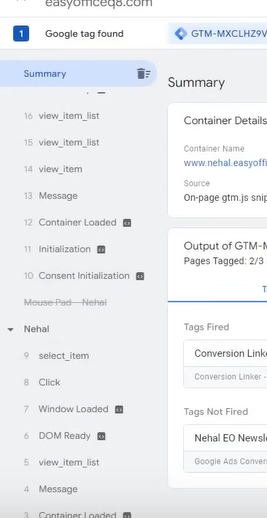 easyofficeq8.com
1 Google tag found
GTM-MXCLHZ9V
Summary
16 view_item_list
15 view_item_list
14 view_item
13 Message
12 Container Loaded
11 Initialization
10 Consent Initialization
Mouse Pad - Nehal
Nehal
9 select_item
8 Click
7 Window Loaded
6 DOM Ready
5 view_item_list
4 Message
3 Container Loaded
Summary
Container Details
Container Name
www.nehal.easyoffi
Source
On-page gtm.js snip
Output of GTM-M
Pages Tagged: 2/3
T
Tags Fired
Conversion Linke
Conversion Linker -
Tags Not Fired
Nehal EO Newsle
Google Ads Convers